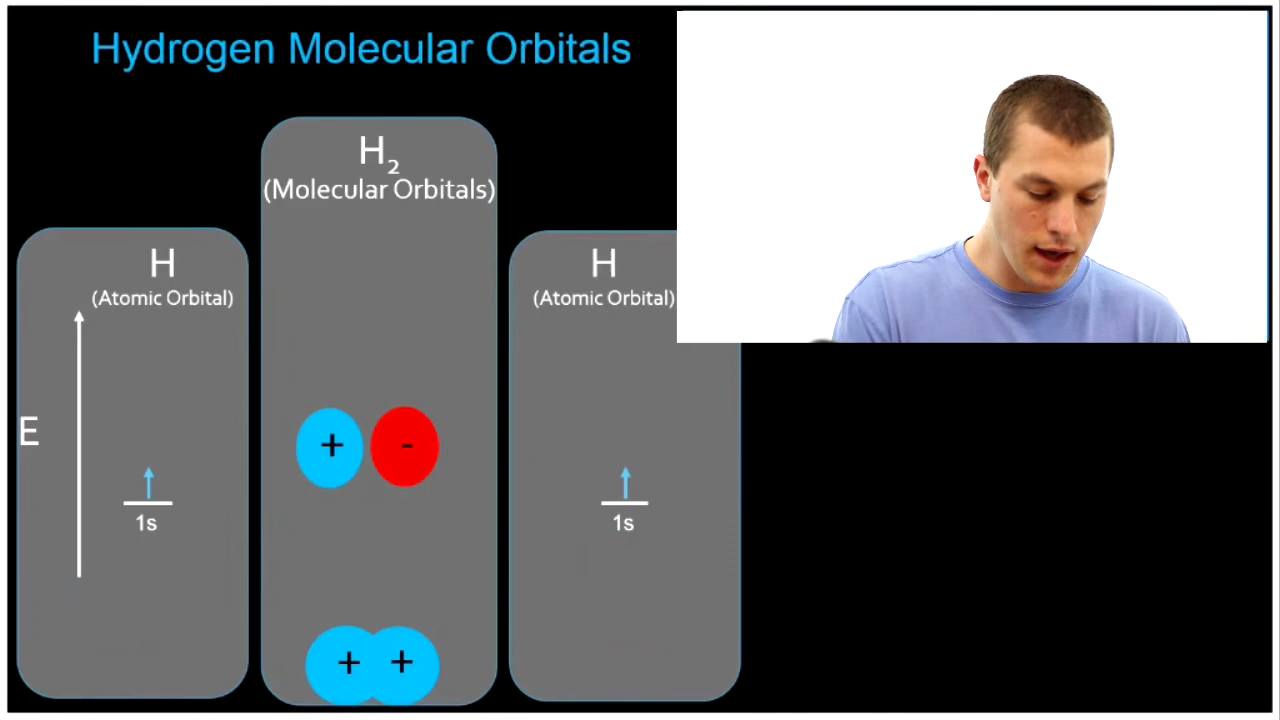 Hydrogen Molecular Orbitals
H₂
(Molecular Orbitals)
H
(Atomic Orbital)
H
(Atomic Orbital)
E
+ -
1s
1s
+ +